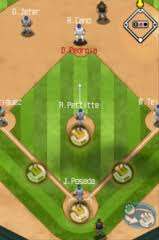 D. Jeter
R.Cano
D.Pedroia
R.Pettitte
J.Posada